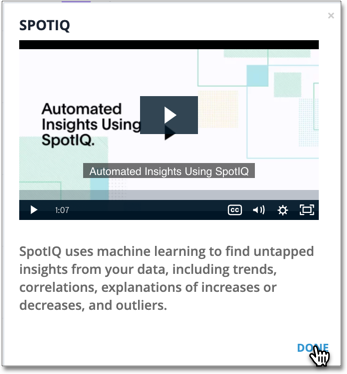 SPOTIQ
×
Automated
Insights Using
SpotIQ.
Automated Insights Using SpotIQ
1:07
CC
SpotIQ uses machine learning to find untapped
insights from your data, including trends,
correlations, explanations of increases or
decreases, and outliers.
DONE